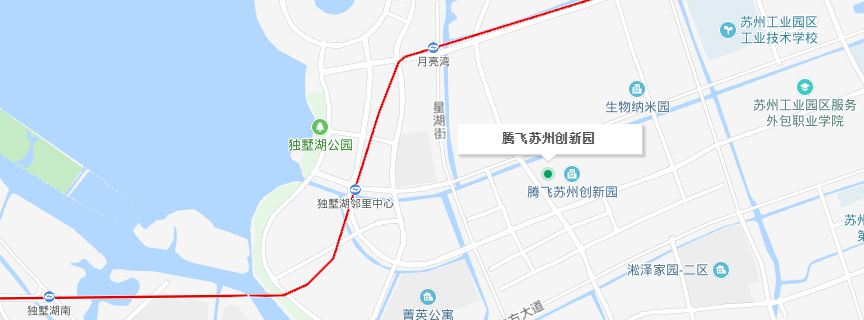 苏州工业园区
工业技术学校
月亮湾
生物纳米园
苏州工业园区服务
外包职业学院
星湖街
独墅湖公园
腾飞苏州创新园
腾飞苏州创新园
独墅湖邻里中心
苏州
第
淞泽家园-二区
独墅湖南
菁英公寓
方大道